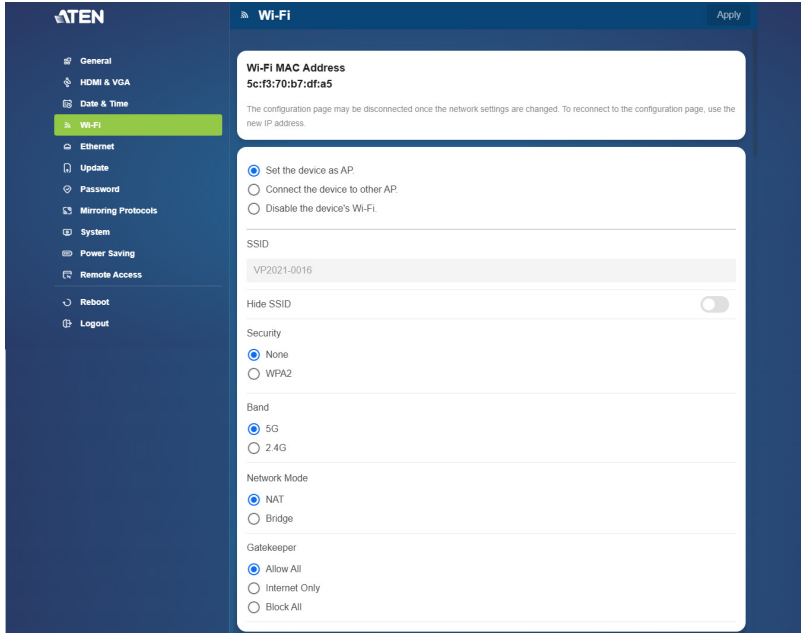 ATEN
General
HDMI & VGA
Date & Time
Wi-Fi
Ethernet
Update
Password
Mirroring Protocols
System
Power Saving
Remote Access
Reboot
Logout
Wi-Fi
Apply
Wi-Fi MAC Address
5c:f3:70:b7:df:a5
The configuration page may be disconnected once the network settings are changed. To reconnect to the configuration page, use the
new IP address.
Set the device as AP.
Connect the device to other AP.
Disable the device's Wi-Fi.
SSID
VP2021-0016
Hide SSID
Security
None
WPA2
Band
5G
2.4G
Network Mode
NAT
Bridge
Gatekeeper
Allow All
Internet Only
Block All